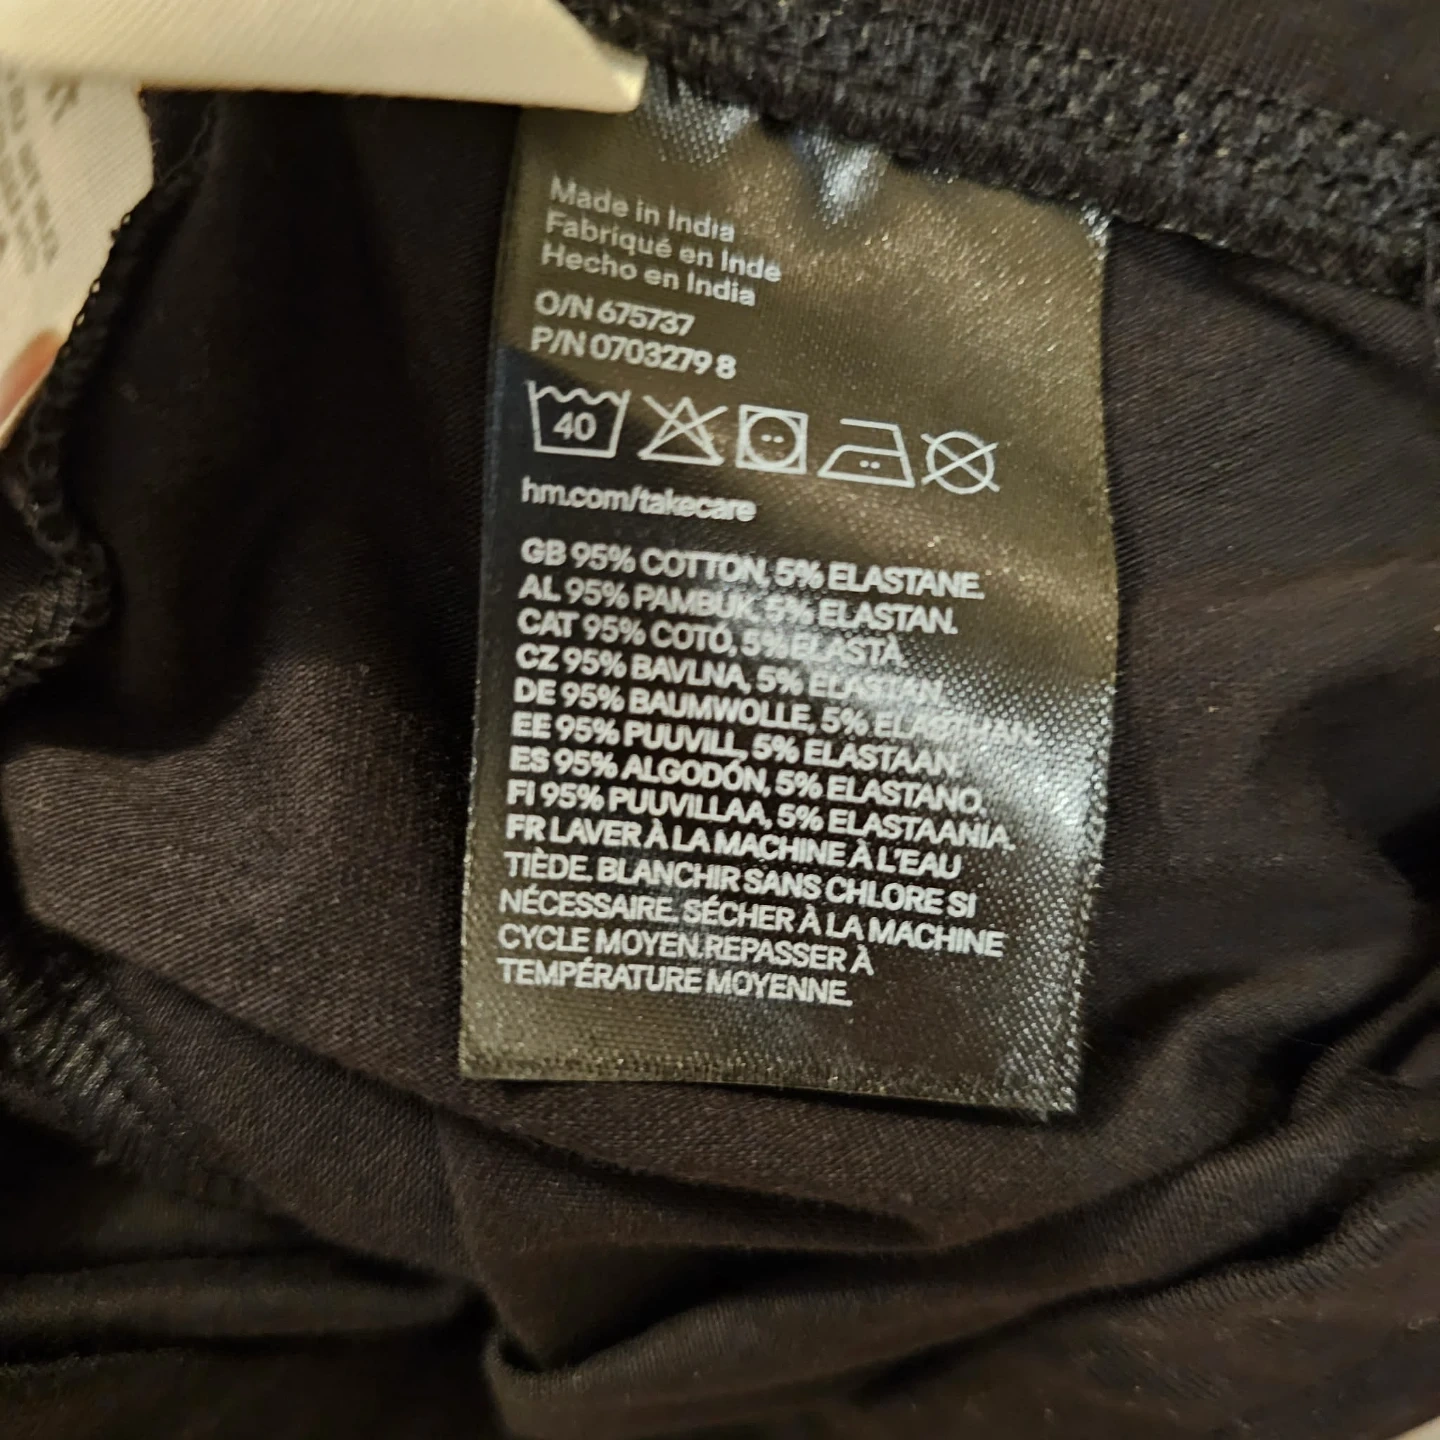 Made in India
Fabriqué en Inde
Hecho en India
O/N 675737
P/N 0703279 8
40
hm.com/takecare
GB 95% COTTON, 5% ELASTANE.
AL 95% PAMBUK, 5% ELASTAN.
CAT 95% COTÓ, 5% ELASTÀ
CZ 95% BAVLNA, 5% ELASTAN.
DE 95% BAUMWOLLE, 5% ELASTHAN.
EE 95% PUUVILL, 5% ELASTAAN.
ES 95% ALGODÓN, 5% ELASTANO.
FI 95% PUUVILLAA, 5% ELASTAANIA.
FR LAVER À LA MACHINE À L'EAU
TIÈDE. BLANCHIR SANS CHLORE SI
NÉCESSAIRE. SÉCHER À LA MACHINE
CYCLE MOYEN.REPASSER À
TEMPÉRATURE MOYENNE.